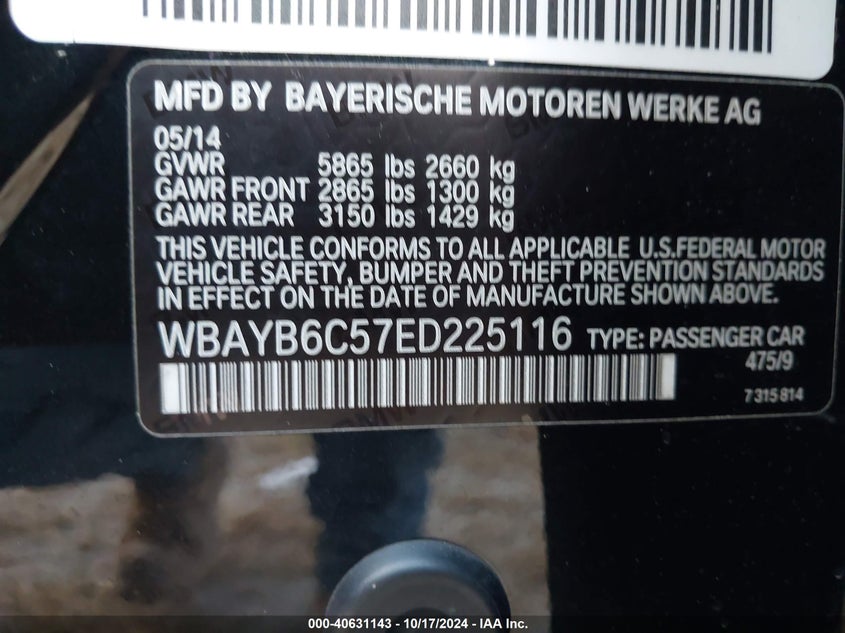 MFD BY BAYERISCHE MOTOREN WERKE AG
05/14
GVWR 5865 lbs 2660 kg
GAWR FRONT 2865 lbs 1300 kg
GAWR REAR 3150 lbs 1429 kg
THIS VEHICLE CONFORMS TO ALL APPLICABLE U.S.FEDERAL MOTOR
VEHICLE SAFETY, BUMPER AND THEFT PREVENTION STANDARDS
IN EFFECT ON THE DATE OF MANUFACTURE SHOWN ABOVE.
WBAYB6C57ED225116 TYPE: PASSENGER CAR
475/9
7 315 814
000-40631143 - 10/17/2024 - IAA Inc.